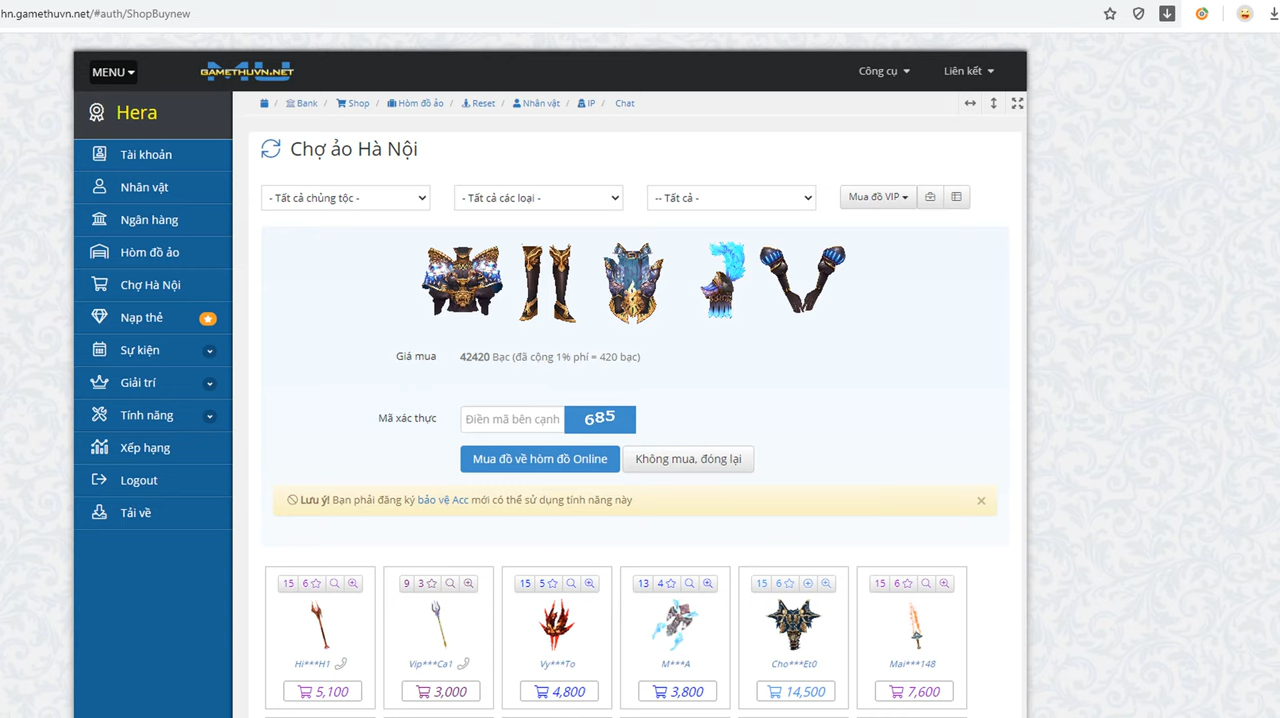 hn.gamethuvn.net/#auth/ShopBuynew
MENU
MU
GAMETHUVN.NET
Công cụ
Liên kết
Hera
Bank / Shop / Hòm đồ ảo / Reset / Nhân vật / IP Chat
Tài khoản
Nhân vật
Ngân hàng
Hòm đồ ảo
Chợ Hà Nội
Nạp thẻ
Sự kiện
Giải trí
Tính năng
Xếp hạng
Logout
Tải về
Chợ ảo Hà Nội
- Tất cả chủng tộc -
- Tất cả các loại -
-- Tất cả -
Mua đồ VIP
Giá mua
42420 Bạc (đã cộng 1% phí = 420 bạc)
Mã xác thực
Điền mã bên cạnh
685
Mua đồ về hòm đồ Online
Không mua, đóng lại
Lưu ý! Bạn phải đăng ký bảo vệ Acc mới có thể sử dụng tính năng này
×
15 6
9 3
15 5
13 4
15 6
15 6
Hi***H1
Vip***Ca1
Vy***To
M***A
Cho***Et0
Mai***148
5,100
3,000
4,800
3,800
14,500
7,600